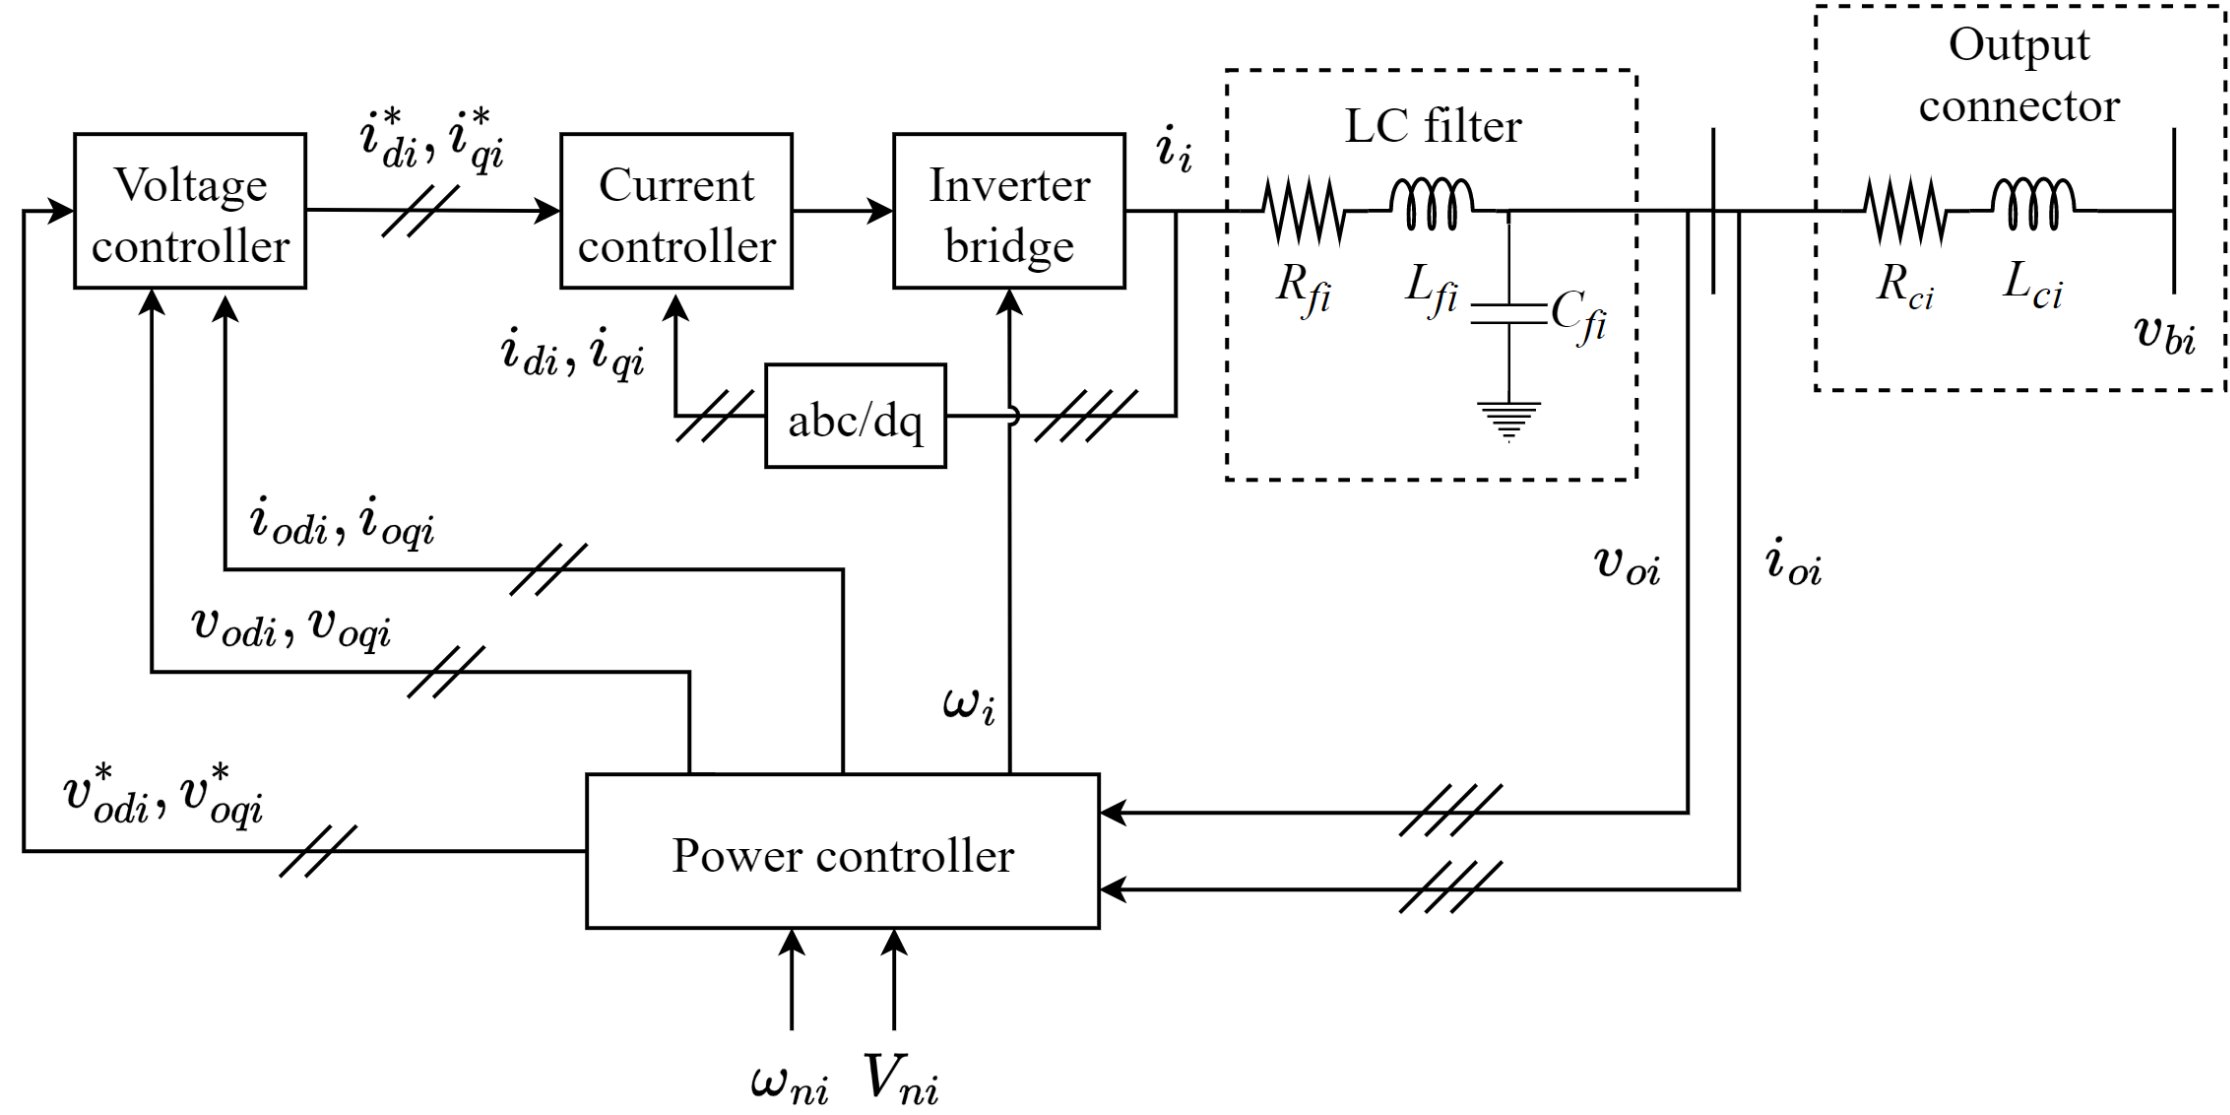 Output
connector
LC filter
i*di, i*qi
ii
Voltage
controller
Current
controller
Inverter
bridge
Rfi
Lfi
Cfi
Rci
Lci
vbi
idi, iqi
abc/dq
iodi, ioqi
voi
ioi
vodi, voqi
ωi
v*odi, v*oqi
Power controller
ωni
Vni